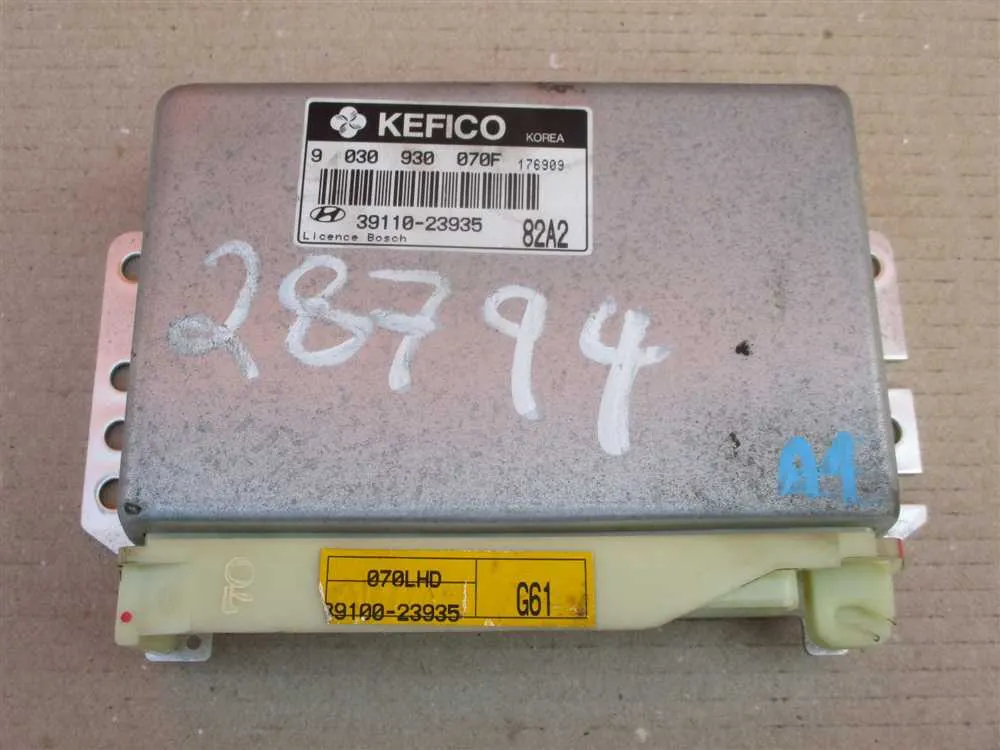 KEFICO KOREA
9 030 930 070F 176909
39110-23935
Licence Bosch 82A2
28794
A1
070LHD
39100-23935
G61